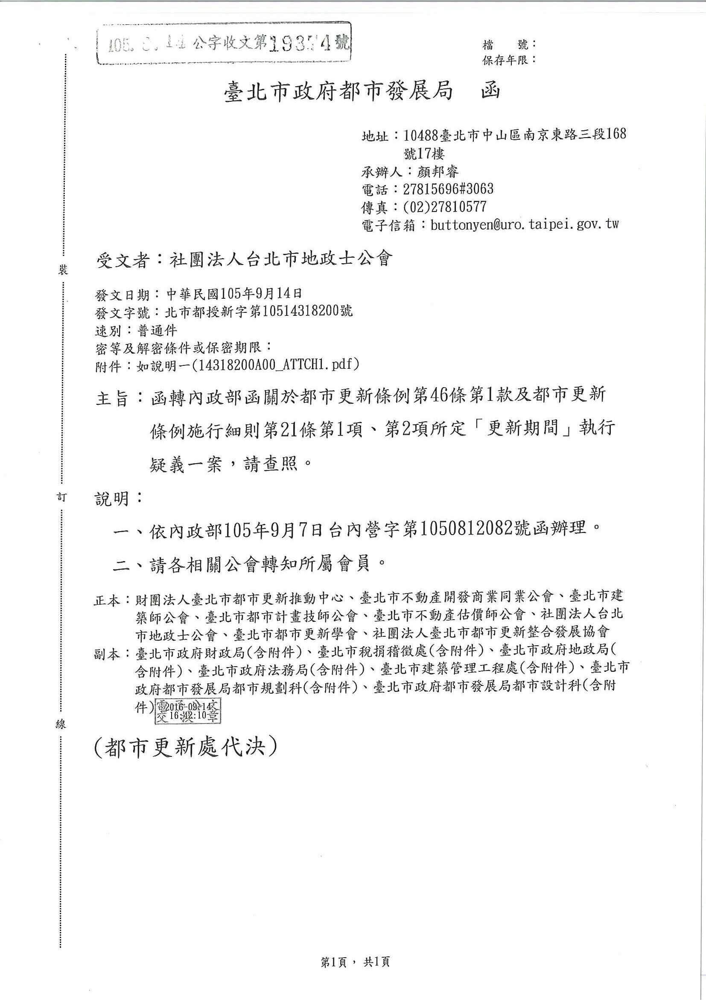 公字收文第 號
檔　　號：
保存年限：
臺北市政府都市發展局　函
地址：10488臺北市中山區南京東路三段168
號17樓
承辦人：顏邦睿
電話：27815696#3063
傳真：(02)27810577
電子信箱：buttonyen@uro.taipei.gov.tw
受文者：社團法人台北市地政士公會
發文日期：中華民國105年9月14日
發文字號：北市都授新字第10514318200號
速別：普通件
密等及解密條件或保密期限：
附件：如說明一(14318200A00_ATTCH1.pdf)
主旨：函轉內政部函關於都市更新條例第46條第1款及都市更新
條例施行細則第21條第1項、第2項所定「更新期間」執行
疑義一案，請查照。
說明：
一、依內政部105年9月7日台內營字第1050812082號函辦理。
二、請各相關公會轉知所屬會員。
正本：財團法人臺北市都市更新推動中心、臺北市不動產開發商業同業公會、臺北市建
築師公會、臺北市都市計畫技師公會、臺北市不動產估價師公會、社團法人台北
市地政士公會、臺北市都市更新學會、社團法人臺北市都市更新整合發展協會
副本：臺北市政府財政局(含附件)、臺北市稅捐稽徵處(含附件)、臺北市政府地政局(
含附件)、臺北市政府法務局(含附件)、臺北市建築管理工程處(含附件)、臺北市
政府都市發展局都市規劃科(含附件)、臺北市政府都市發展局都市設計科(含附
件)
2016-09-14
16:42:10
(都市更新處代決)
裝
訂
線
第1頁，共1頁